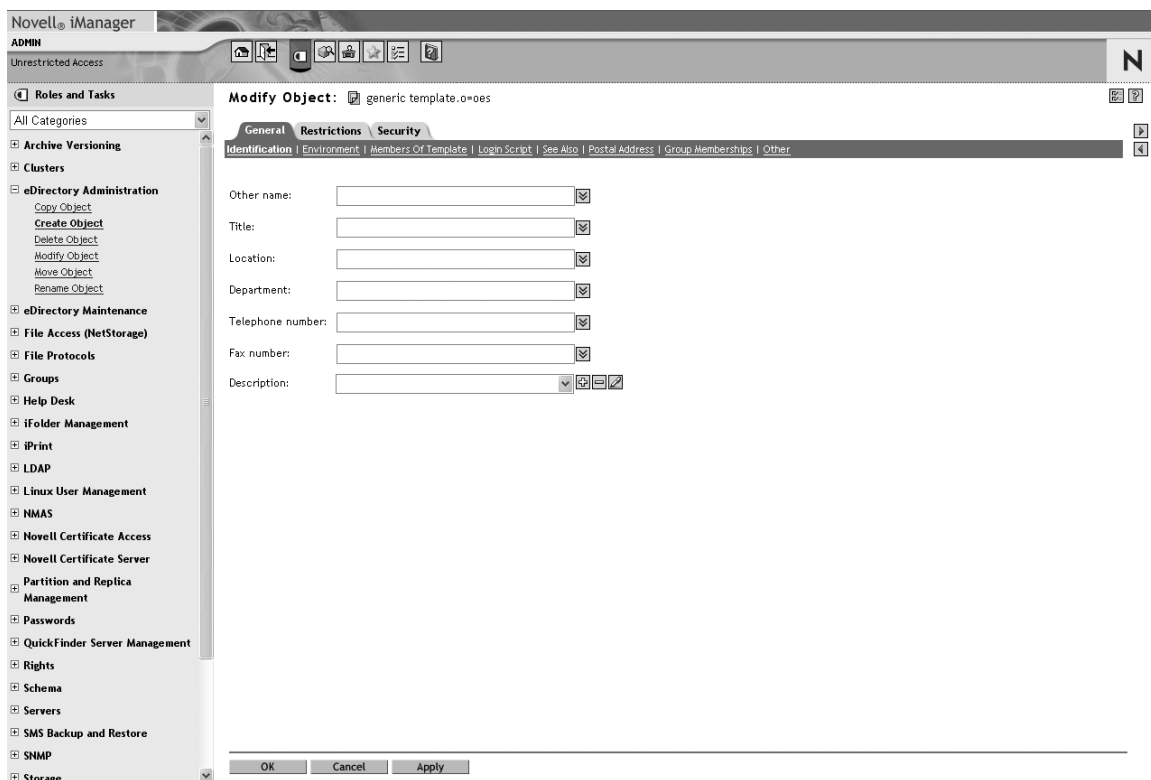 Novell® iManager
ADMIN
Unrestricted Access
N
Roles and Tasks
All Categories
Archive Versioning
Clusters
eDirectory Administration
Copy Object
Create Object
Delete Object
Modify Object
Move Object
Rename Object
eDirectory Maintenance
File Access (NetStorage)
File Protocols
Groups
Help Desk
iFolder Management
iPrint
LDAP
Linux User Management
NMAS
Novell Certificate Access
Novell Certificate Server
Partition and Replica
Management
Passwords
QuickFinder Server Management
Rights
Schema
Servers
SMS Backup and Restore
SNMP
Storage
Modify Object: generic template.o=oes
General Restrictions Security
Identification | Environment | Members Of Template | Login Script | See Also | Postal Address | Group Memberships | Other
Other name:
Title:
Location:
Department:
Telephone number:
Fax number:
Description:
OK Cancel Apply